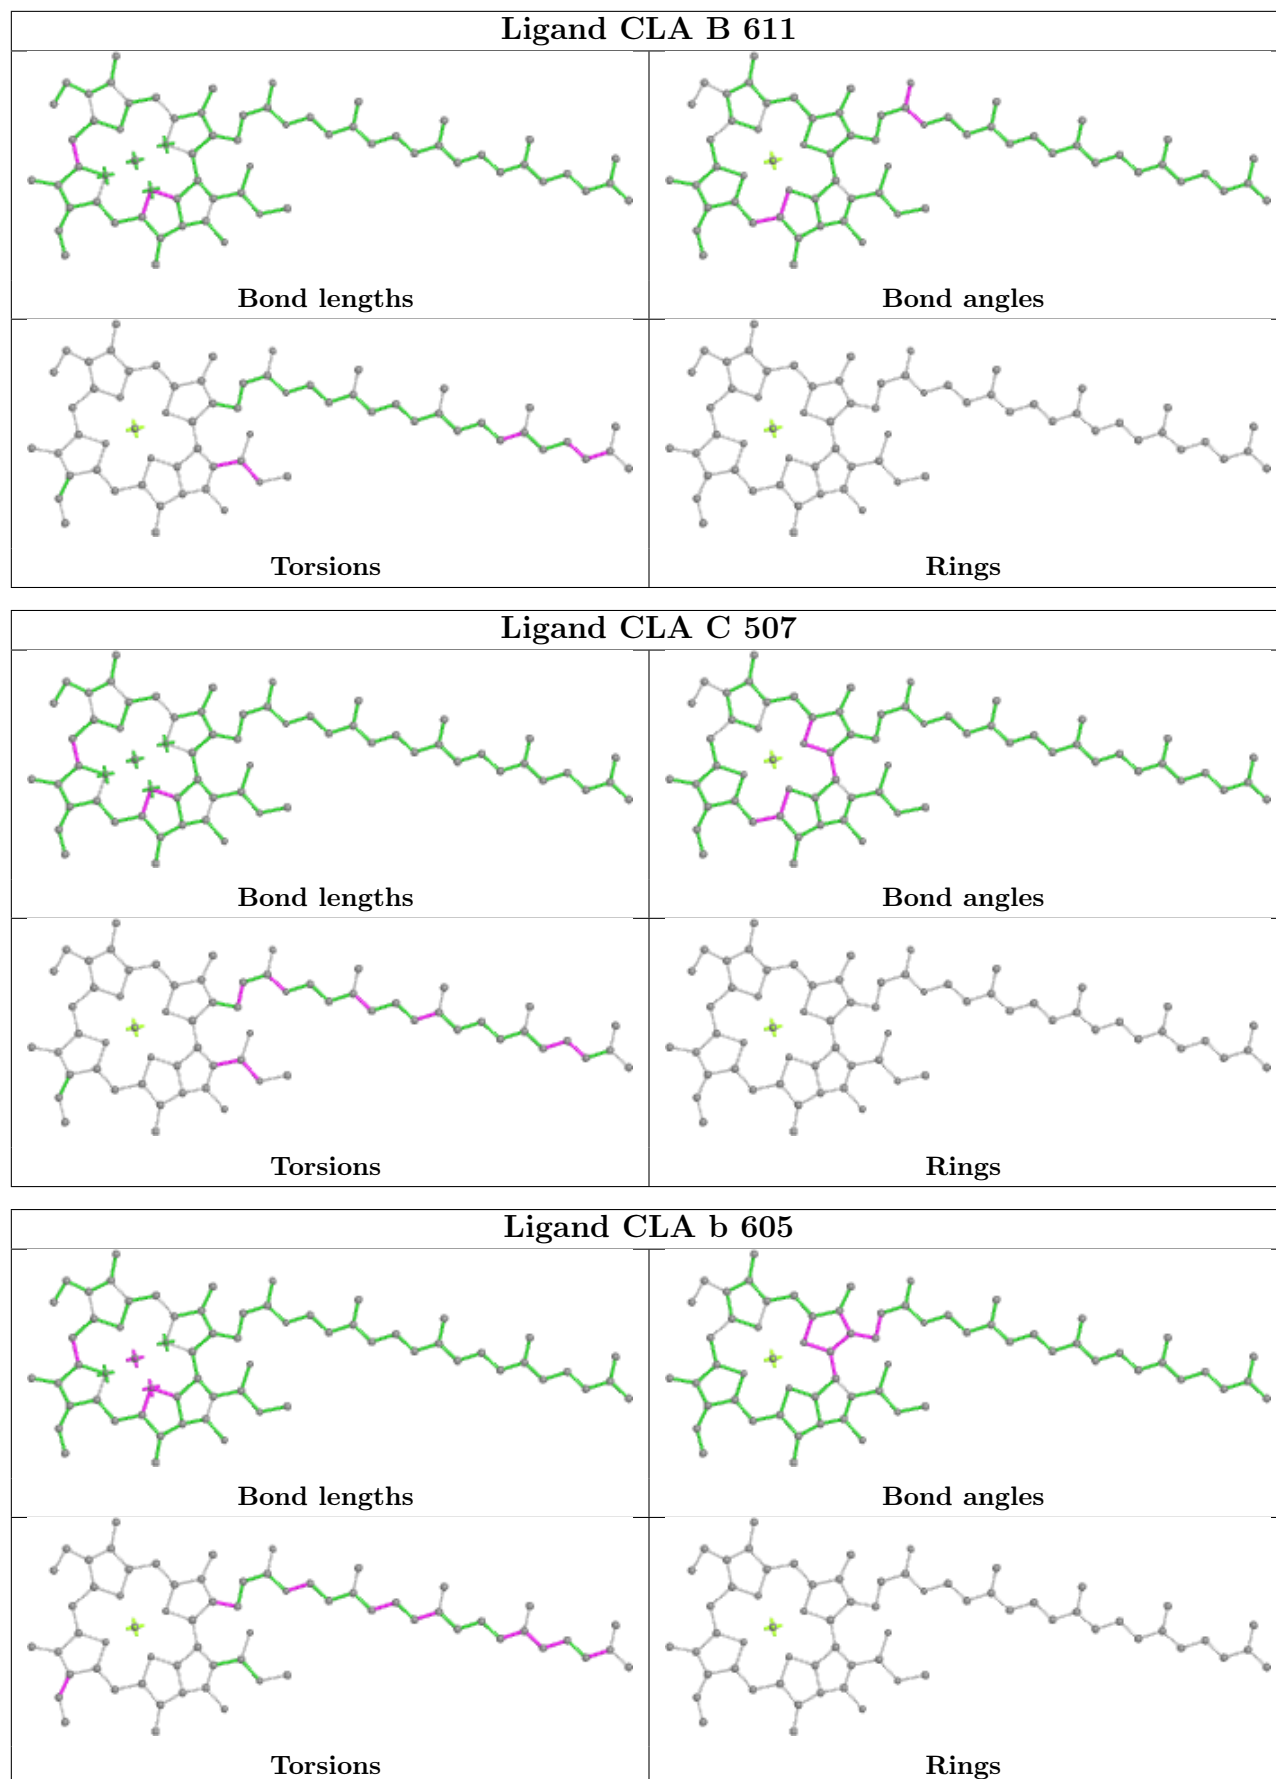 Ligand CLA B 611
Bond lengths
Bond angles
Torsions
Rings
Ligand CLA C 507
Bond lengths
Bond angles
Torsions
Rings
Ligand CLA b 605
Bond lengths
Bond angles
Torsions
Rings